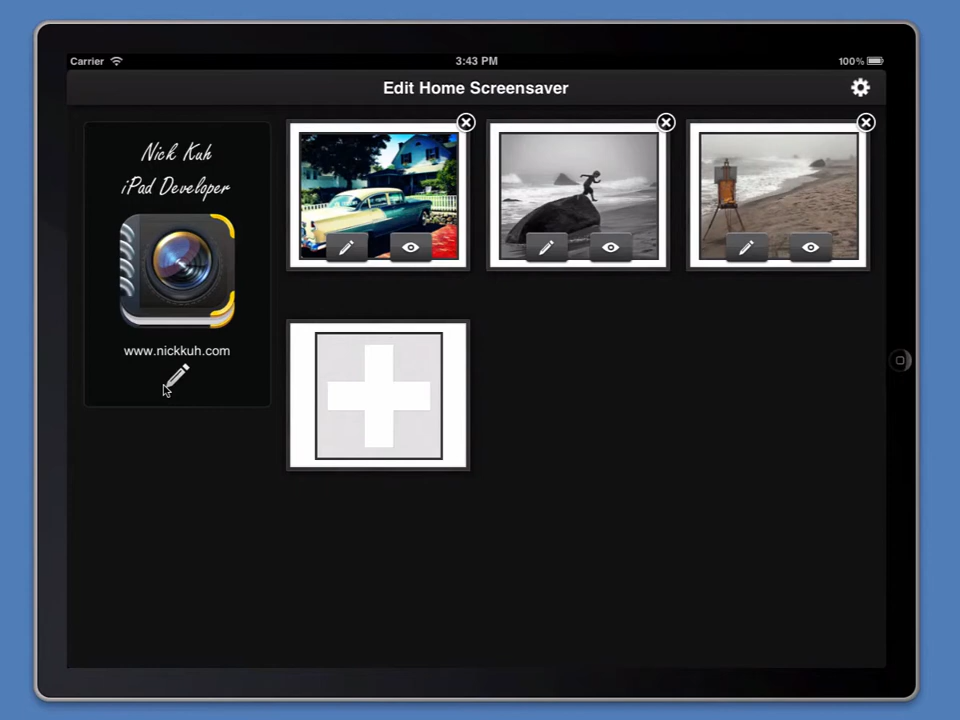 Carrier
3:43 PM
100%
Edit Home Screensaver
Nick Kuh
iPad Developer
www.nickkuh.com